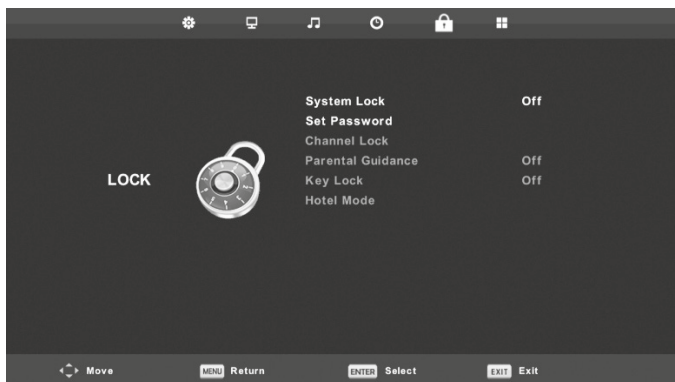 System Lock Off
Set Password
Channel Lock
Parental Guidance Off
LOCK
Key Lock Off
Hotel Mode
Move MENU Return ENTER Select EXIT Exit